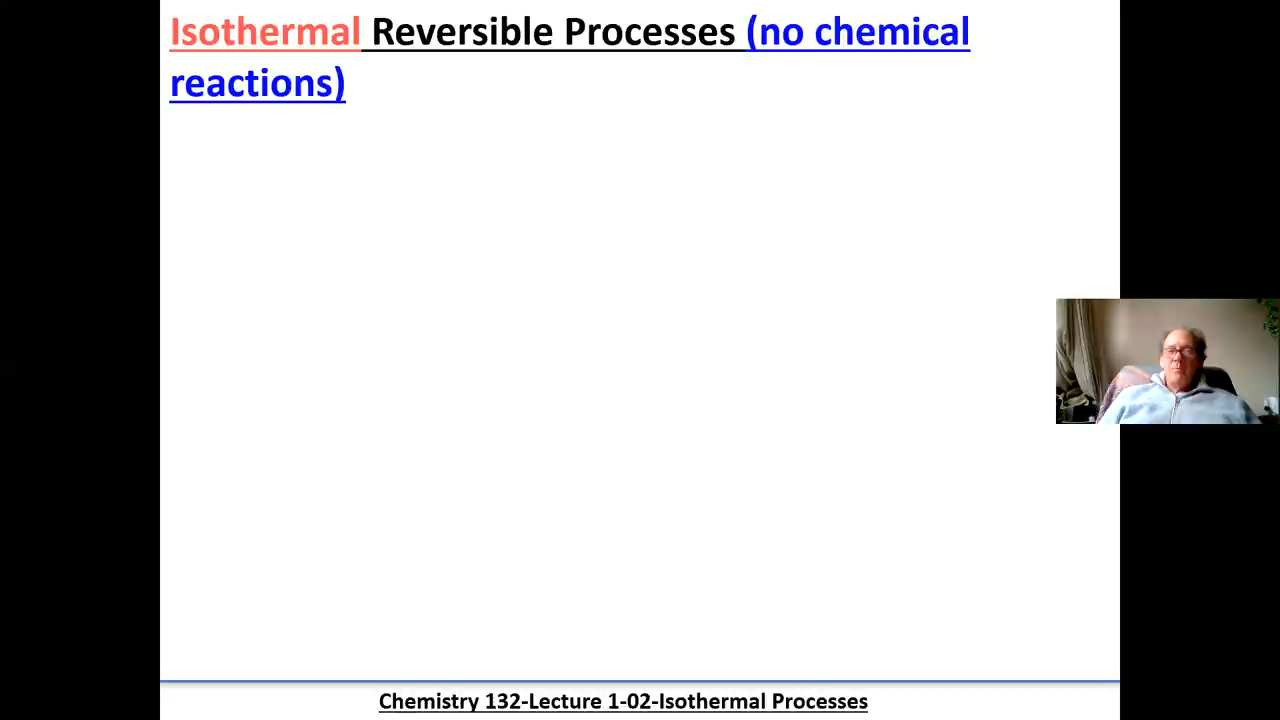 Isothermal Reversible Processes (no chemical
reactions)
Chemistry 132-Lecture 1-02-Isothermal Processes